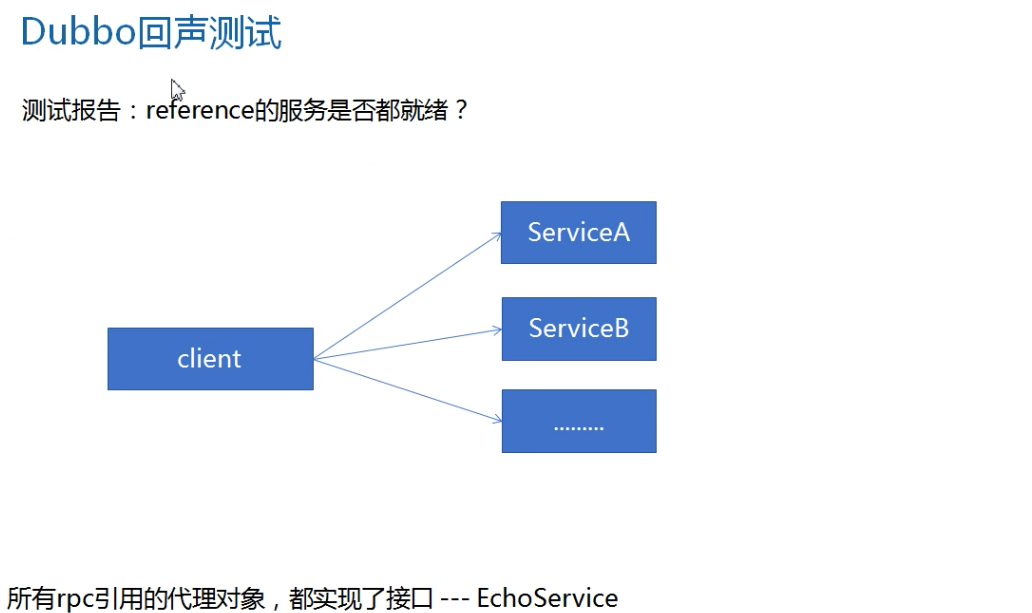 Dubbo回声测试
测试报告：reference的服务是否都就绪？
ServiceA
ServiceB
client
.........
所有rpc引用的代理对象，都实现了接口 --- EchoService